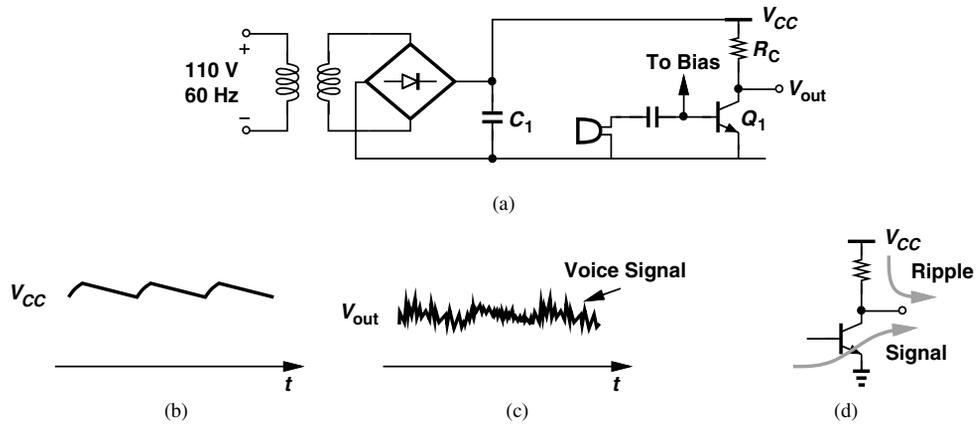 V_CC
R_C
To Bias
110 V
60 Hz
+
−
V_out
C_1
Q_1
(a)
V_CC
t
(b)
Voice Signal
V_out
t
(c)
V_CC
Ripple
Signal
(d)